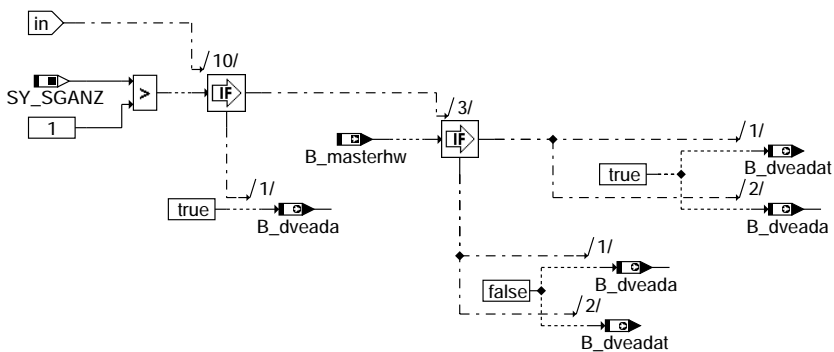 in
/10/
SY_SGANZ
>
IF
1
/3/
B_masterhw
IF
/1/
B_dveadat
true
/2/
B_dveada
/1/
true
B_dveada
/1/
B_dveada
false
/2/
B_dveadat